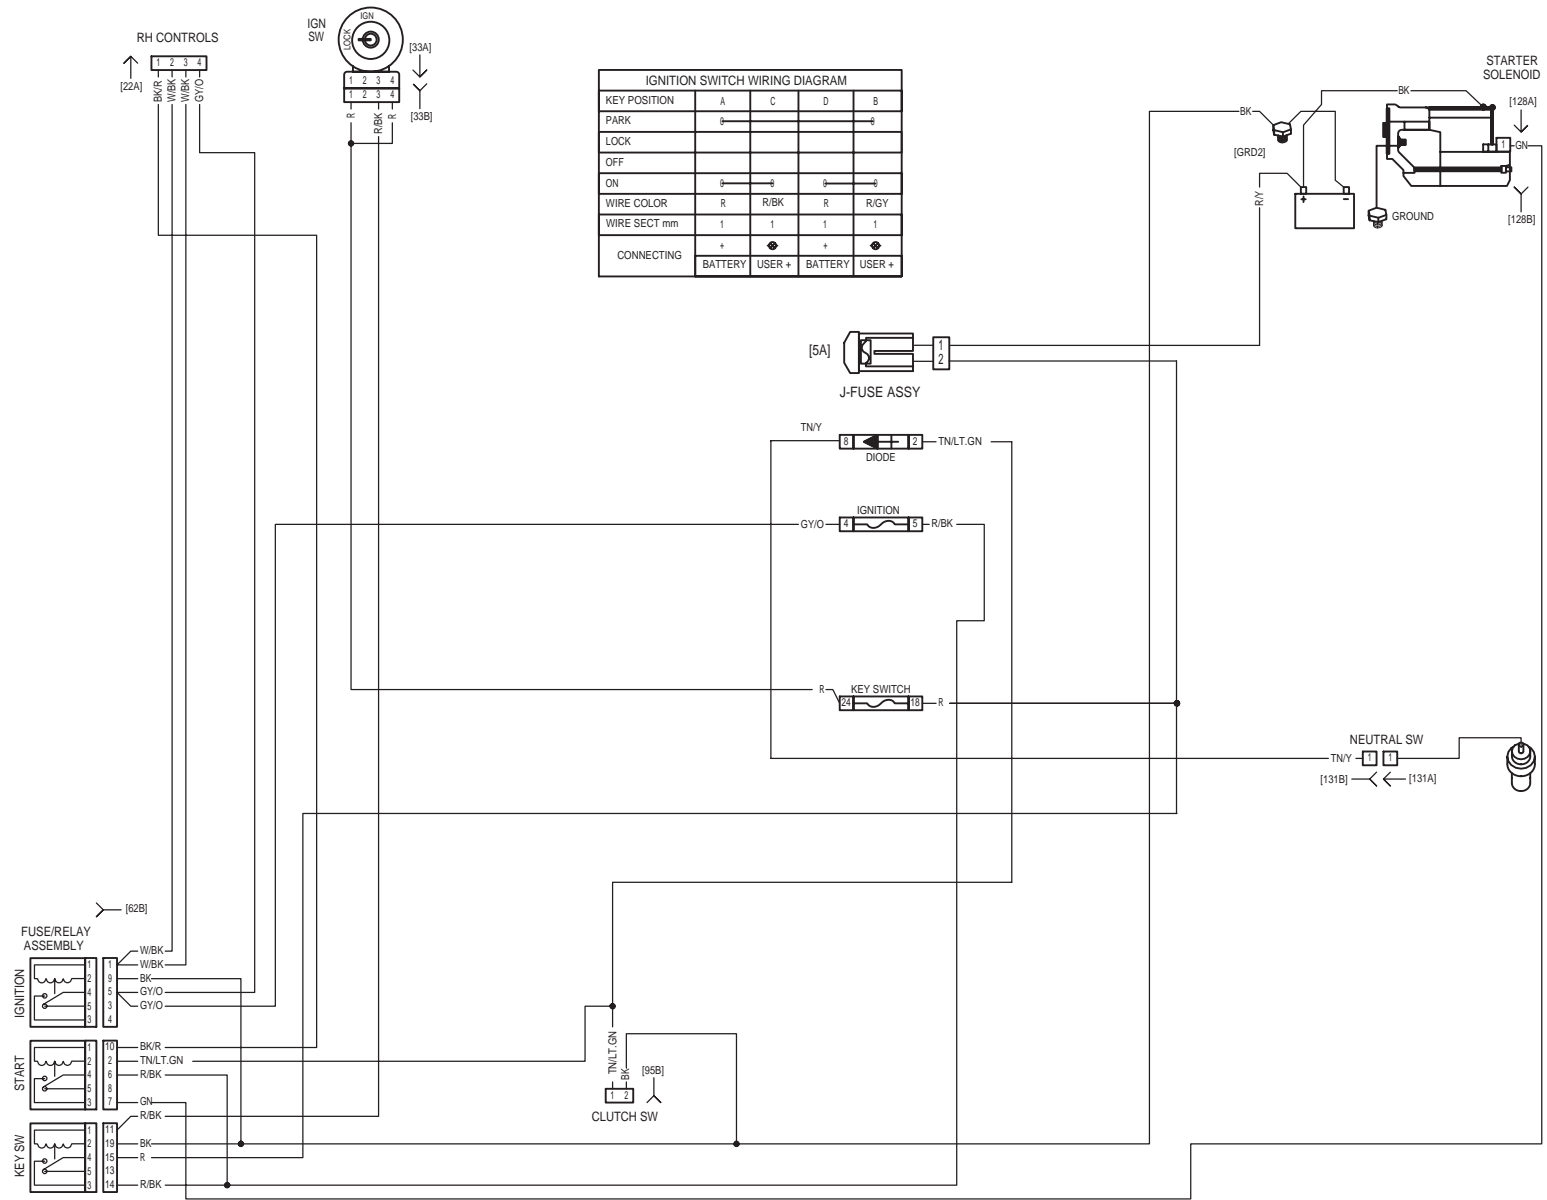 RH CONTROLS
1 2 3 4
[22A]
BK/R
W/BK
W/BK
GY/O
IGN
SW
IGN
LOCK
[33A]
1 2 3 4
1 2 3 4
[33B]
R
R/BK
R
IGNITION SWITCH WIRING DIAGRAM
KEY POSITION A C D B
PARK
LOCK
OFF
ON
WIRE COLOR R R/BK R R/GY
WIRE SECT mm 1 1 1 1
CONNECTING + +
BATTERY USER + BATTERY USER +
STARTER
SOLENOID
BK
BK
[128A]
[GRD2]
1 GN
R/Y
+ -
GROUND
[128B]
[5A]
1
2
J-FUSE ASSY
TN/Y
8 2 TN/LT.GN
DIODE
IGNITION
GY/O 4 5 R/BK
KEY SWITCH
R
24 18 R
NEUTRAL SW
TN/Y 1 1
[131B] [131A]
[62B]
FUSE/RELAY
ASSEMBLY
IGNITION
W/BK
1 1 W/BK
2 9 BK
4 5 GY/O
5 3 GY/O
3 4
START
1 10 BK/R
2 2 TN/LT.GN
4 6 R/BK
5 8
3 7 GN
R/BK
KEY SW
1 11
2 19 BK
4 15 R
5 13
3 14 R/BK
TN/LT.GN
BK
[95B]
1 2
CLUTCH SW